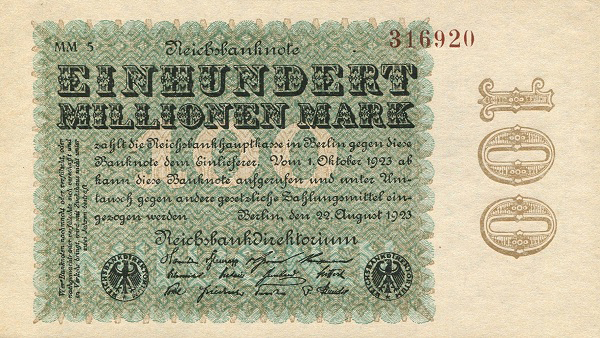 MM 5
Reichsbanknote
316920
EINHUNDERT
MILLIONEN MARK
zahlt die Reichsbankhauptkasse in Berlin gegen diese
Banknote dem Einlieferer. Vom 1. Oktober 1923 ab
kann diese Banknote aufgerufen und unter Um-
tausch gegen andere gesetzliche Zahlungsmittel ein-
gezogen werden
Berlin, den 22. August 1923
Reichsbankdirektorium
100
100